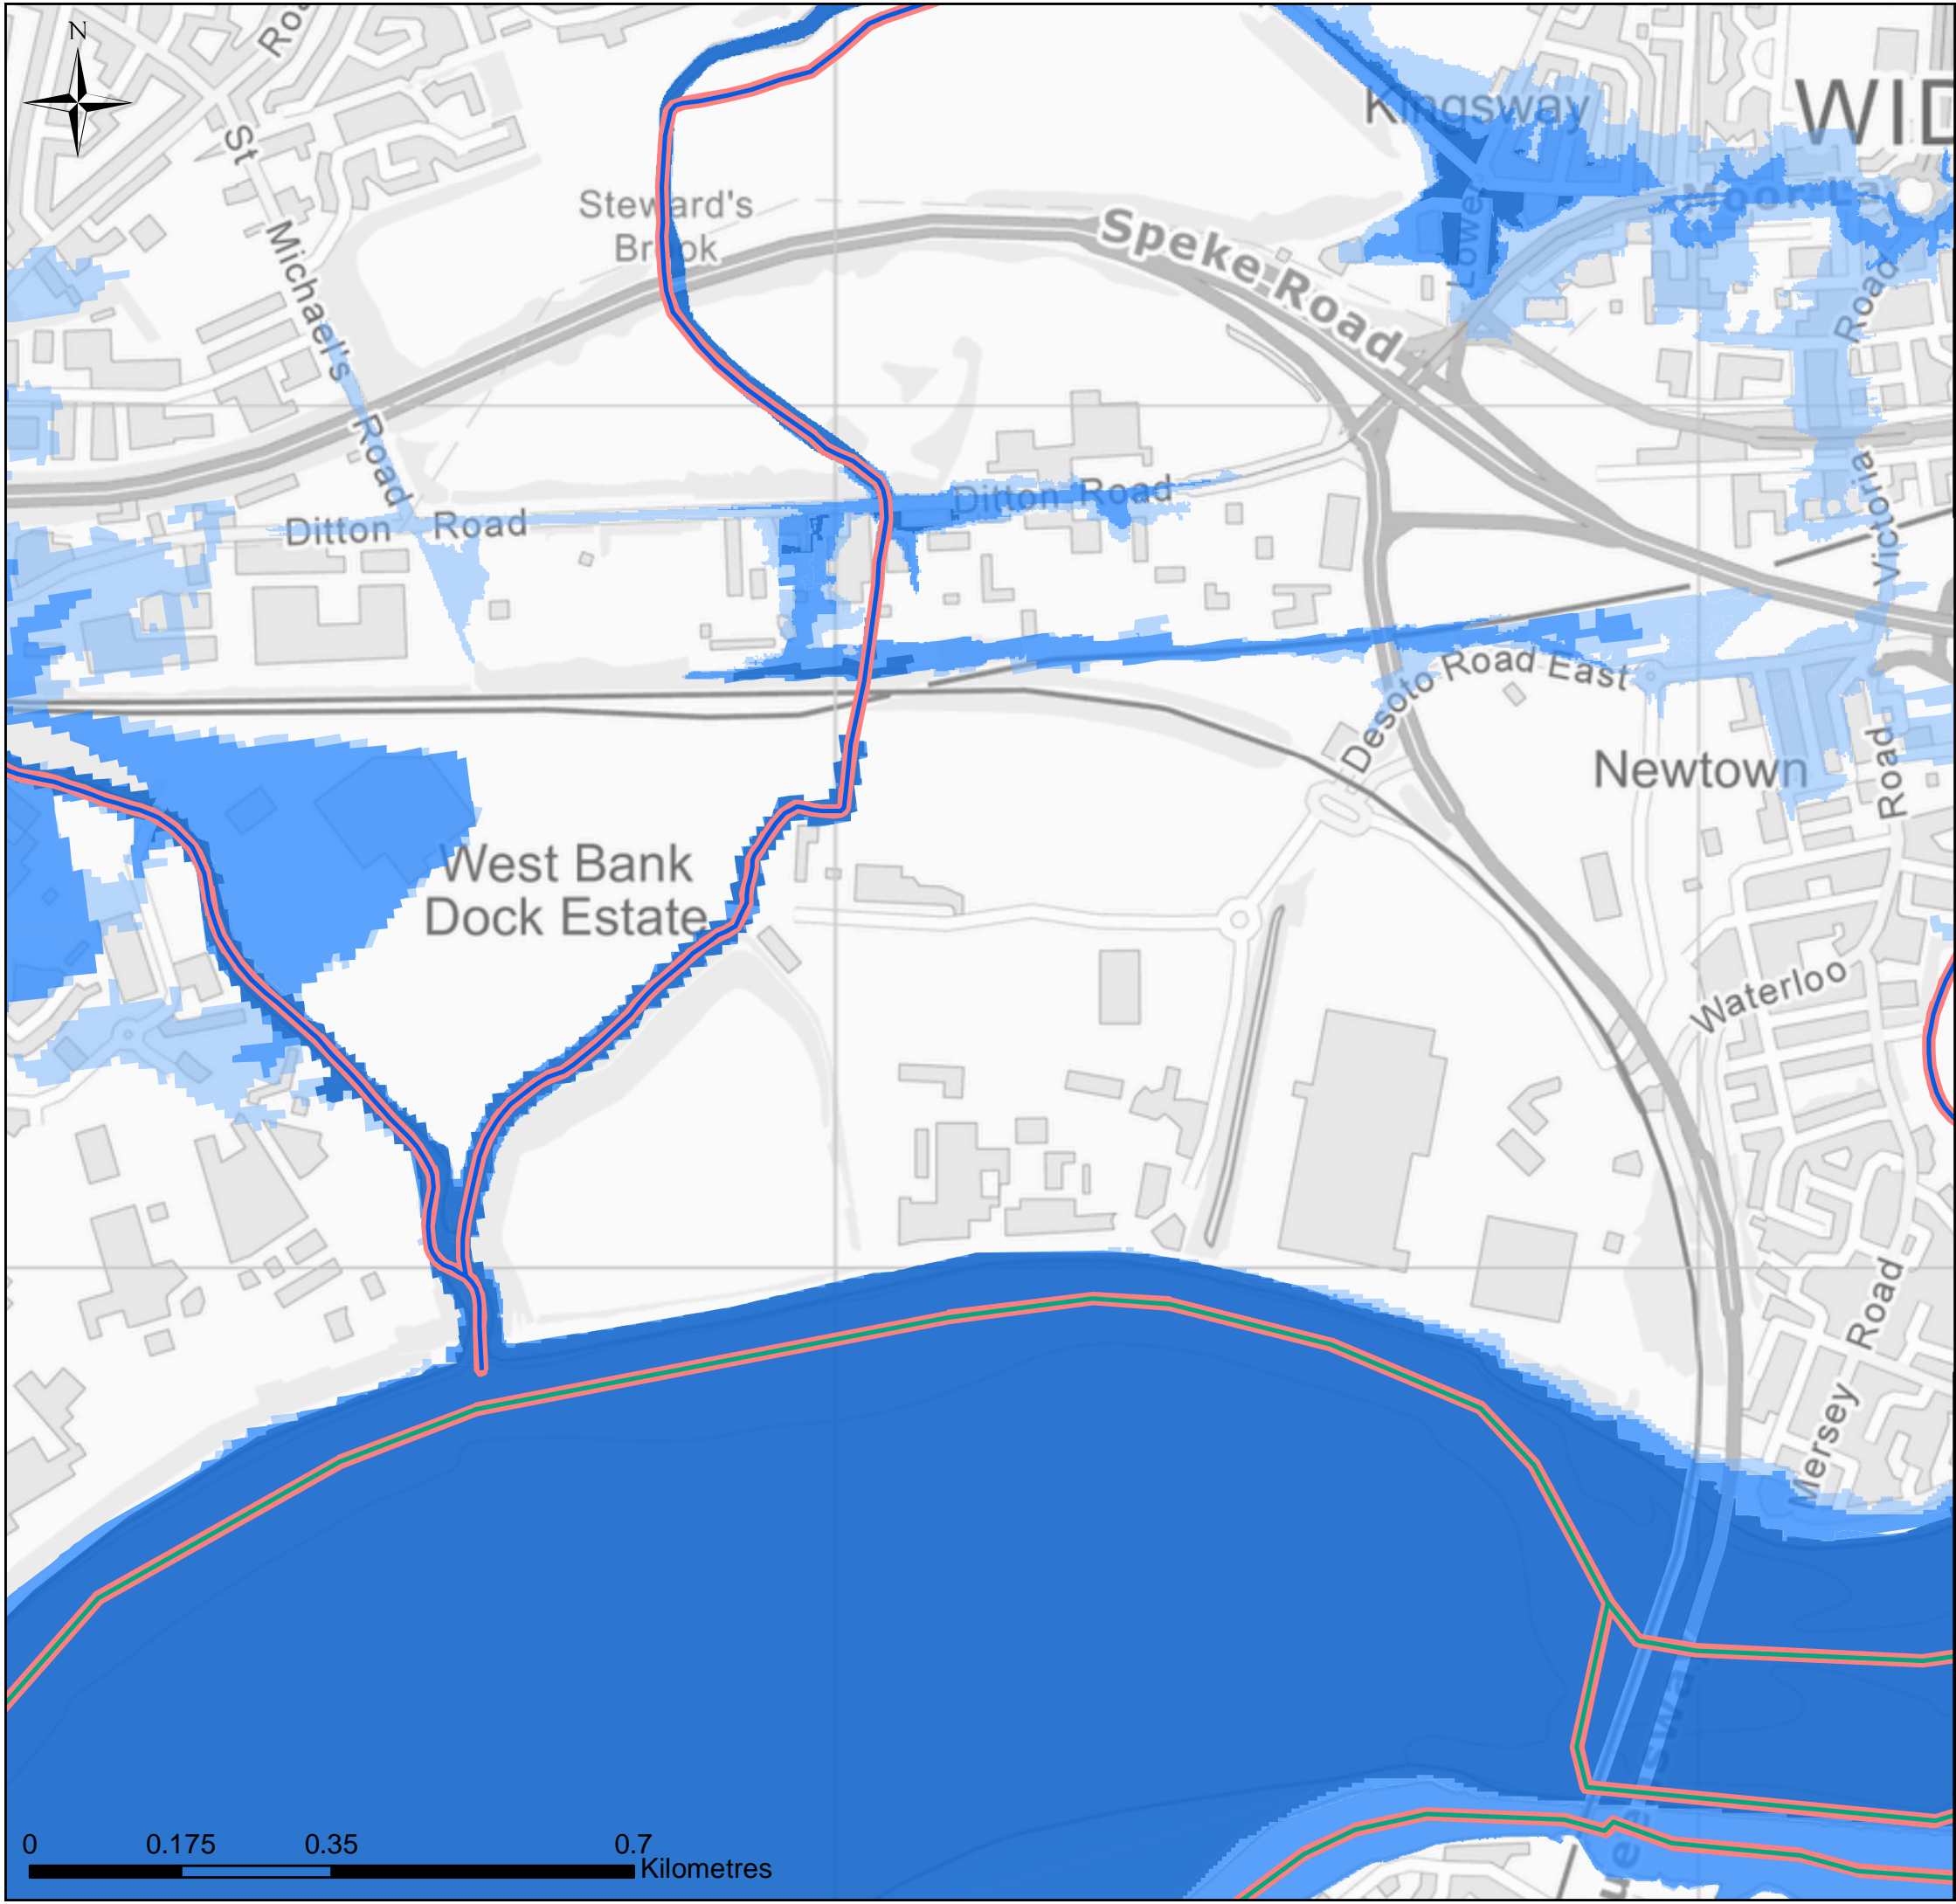 N
Roa
Kingsway
WID
St Michael's Road
Steward's
Brook
Speke Road
Lower
Moor La
Road
Ditton Road
Ditton Road
Victoria
Road
Desoto Road East
Newtown
West Bank
Dock Estate
Waterloo
Mersey Road
0 0.175 0.35 0.7
Kilometres